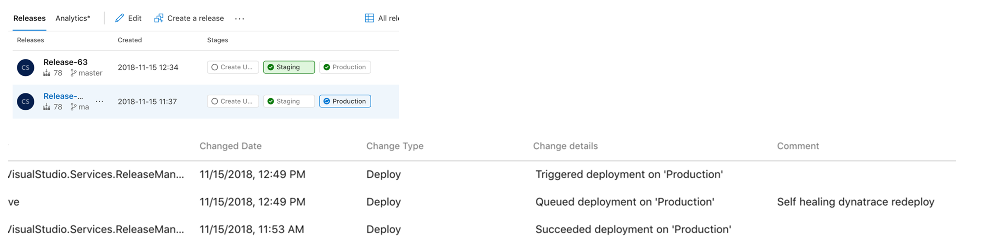 Releases Analytics* Edit Create a release ... All rel
Releases Created Stages
CS Release-63 2018-11-15 12:34 Create U... Staging Production
78 master
CS Release-... ... 2018-11-15 11:37 Create U... Staging Production
78 ma
Changed Date Change Type Change details Comment
VisualStudio.Services.ReleaseMan... 11/15/2018, 12:49 PM Deploy Triggered deployment on 'Production'
ve 11/15/2018, 12:49 PM Deploy Queued deployment on 'Production' Self healing dynatrace redeploy
VisualStudio.Services.ReleaseMan... 11/15/2018, 11:53 AM Deploy Succeeded deployment on 'Production'